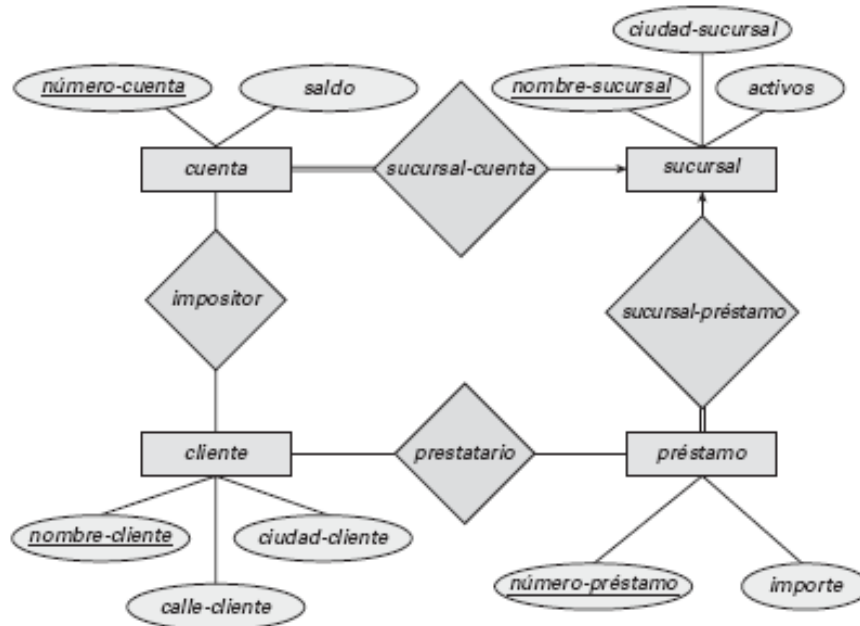 ciudad-sucursal
número-cuenta
saldo
nombre-sucursal
activos
cuenta
sucursal-cuenta
sucursal
impositor
sucursal-préstamo
cliente
prestatario
préstamo
nombre-cliente
ciudad-cliente
calle-cliente
número-préstamo
importe